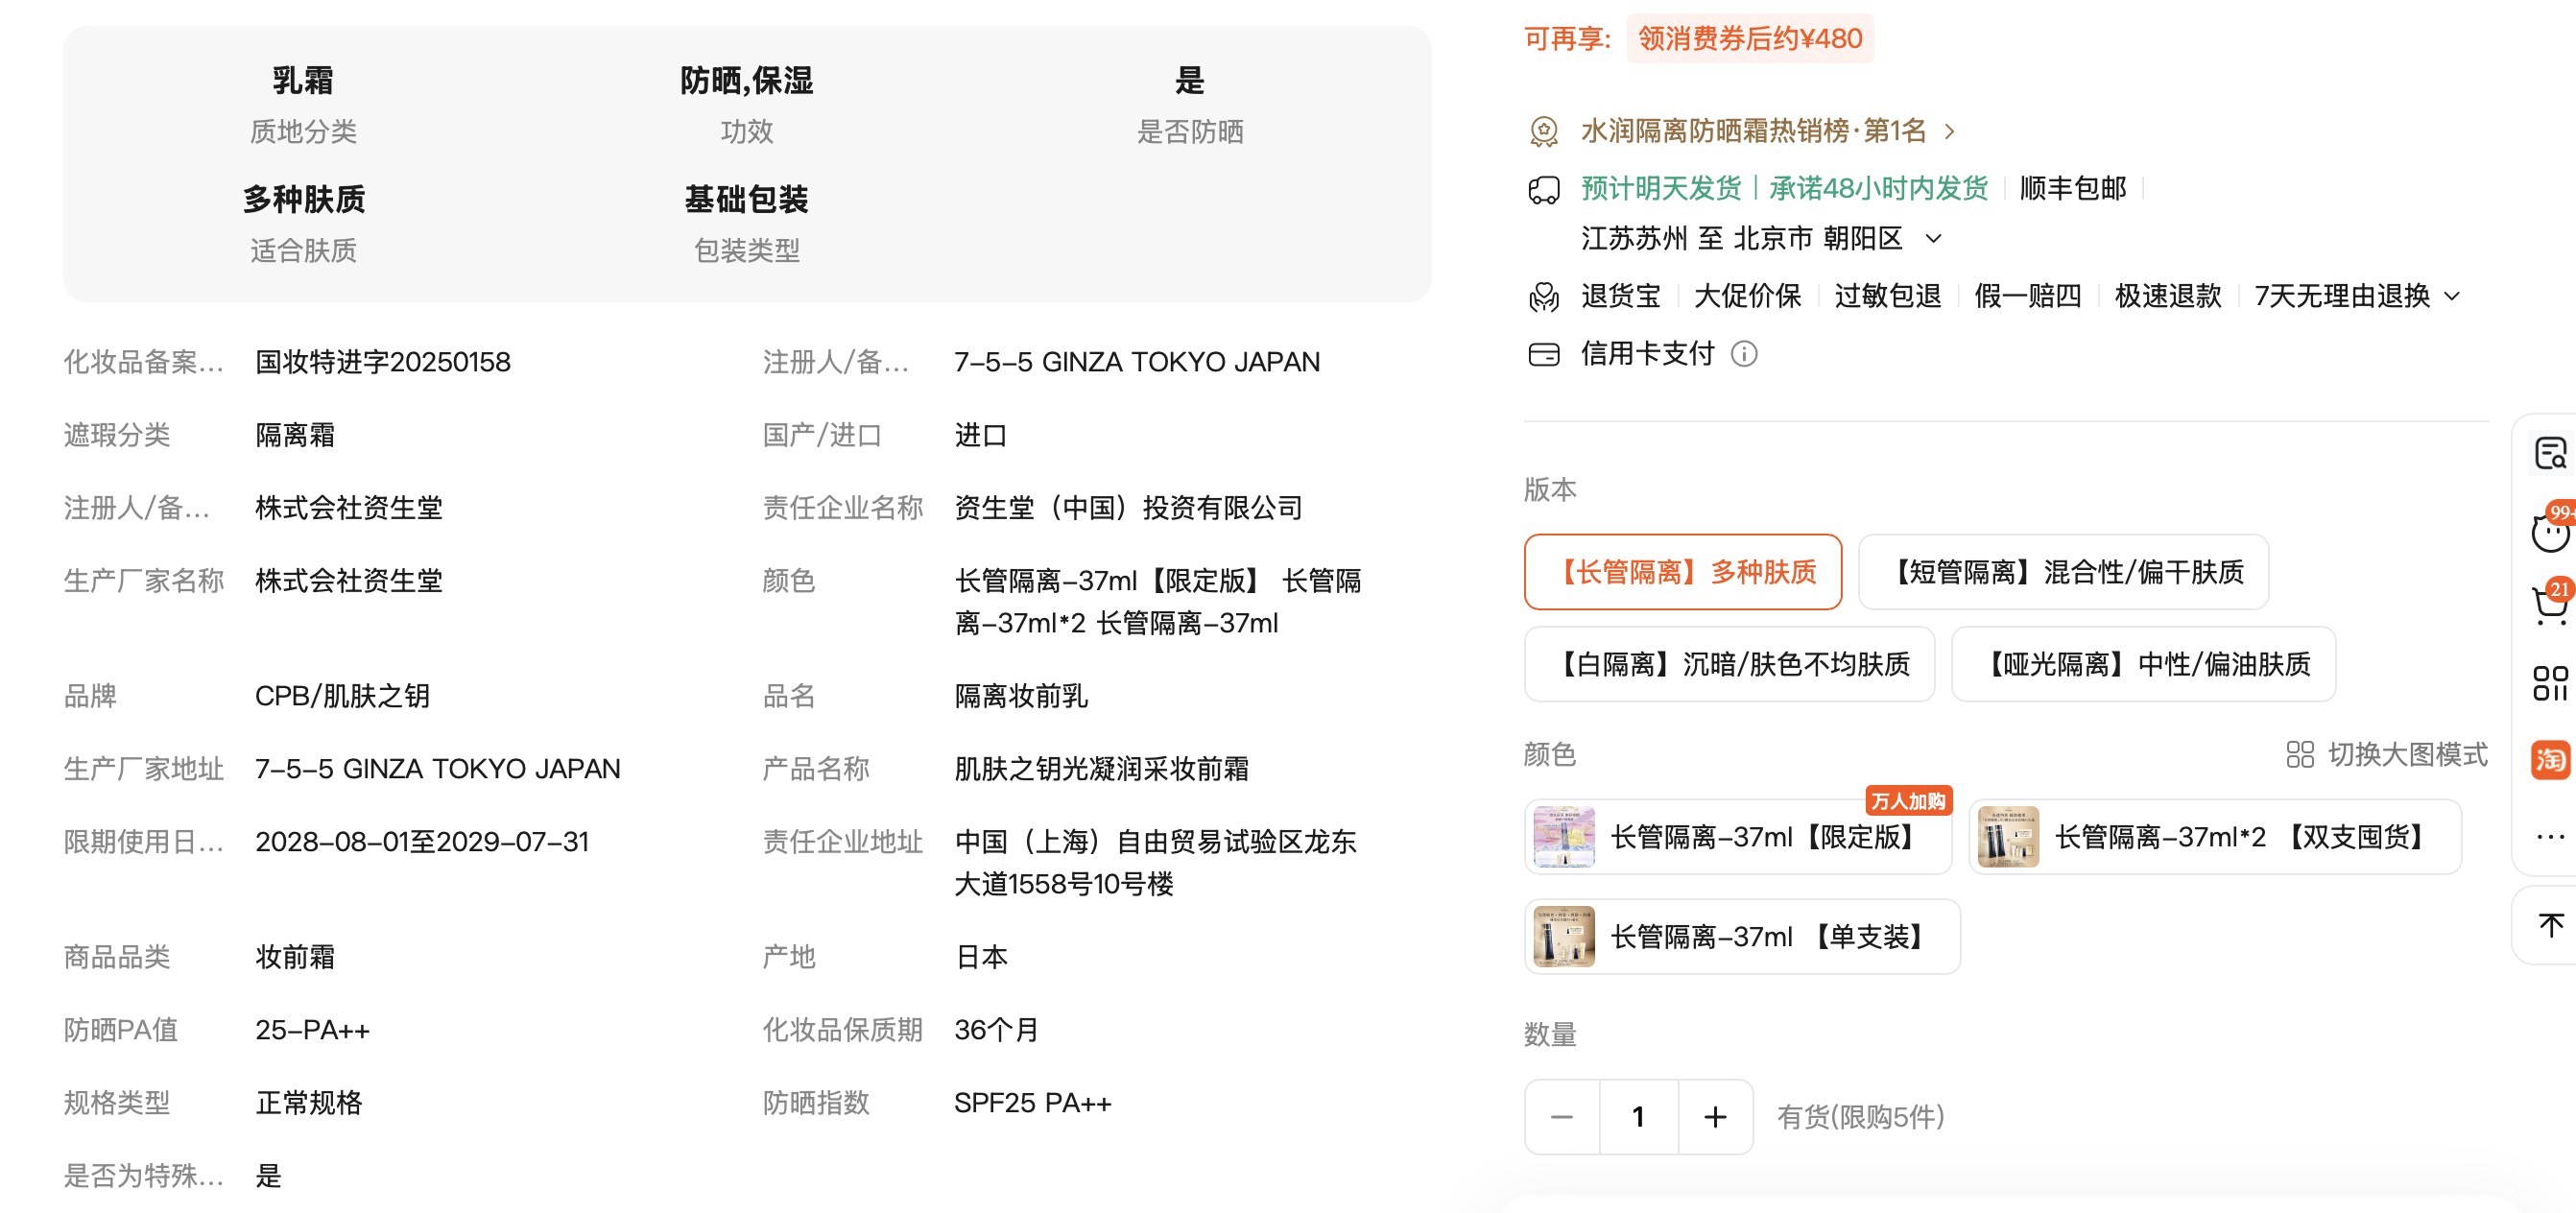 乳霜
质地分类
防晒,保湿
功效
是
是否防晒
多种肤质
适合肤质
基础包装
包装类型
化妆品备案... 国妆特进字20250158
注册人/备... 7-5-5 GINZA TOKYO JAPAN
遮瑕分类 隔离霜
国产/进口 进口
注册人/备... 株式会社资生堂
责任企业名称 资生堂（中国）投资有限公司
生产厂家名称 株式会社资生堂
颜色 长管隔离-37ml【限定版】 长管隔
离-37ml*2 长管隔离-37ml
品牌 CPB/肌肤之钥
品名 隔离妆前乳
生产厂家地址 7-5-5 GINZA TOKYO JAPAN
产品名称 肌肤之钥光凝润采妆前霜
限期使用日... 2028-08-01至2029-07-31
责任企业地址 中国（上海）自由贸易试验区龙东
大道1558号10号楼
商品品类 妆前霜
产地 日本
防晒PA值 25-PA++
化妆品保质期 36个月
规格类型 正常规格
防晒指数 SPF25 PA++
是否为特殊... 是
可再享: 领消费券后约¥480
水润隔离防晒霜热销榜·第1名
预计明天发货 | 承诺48小时内发货 | 顺丰包邮 |
江苏苏州 至 北京市 朝阳区
退货宝 | 大促价保 | 过敏包退 | 假一赔四 | 极速退款 | 7天无理由退换
信用卡支付
版本
【长管隔离】多种肤质
【短管隔离】混合性/偏干肤质
【白隔离】沉暗/肤色不均肤质
【哑光隔离】中性/偏油肤质
颜色
切换大图模式
万人加购
长管隔离-37ml【限定版】
长管隔离-37ml*2 【双支囤货】
长管隔离-37ml 【单支装】
数量
1
有货(限购5件)
99+
21
淘